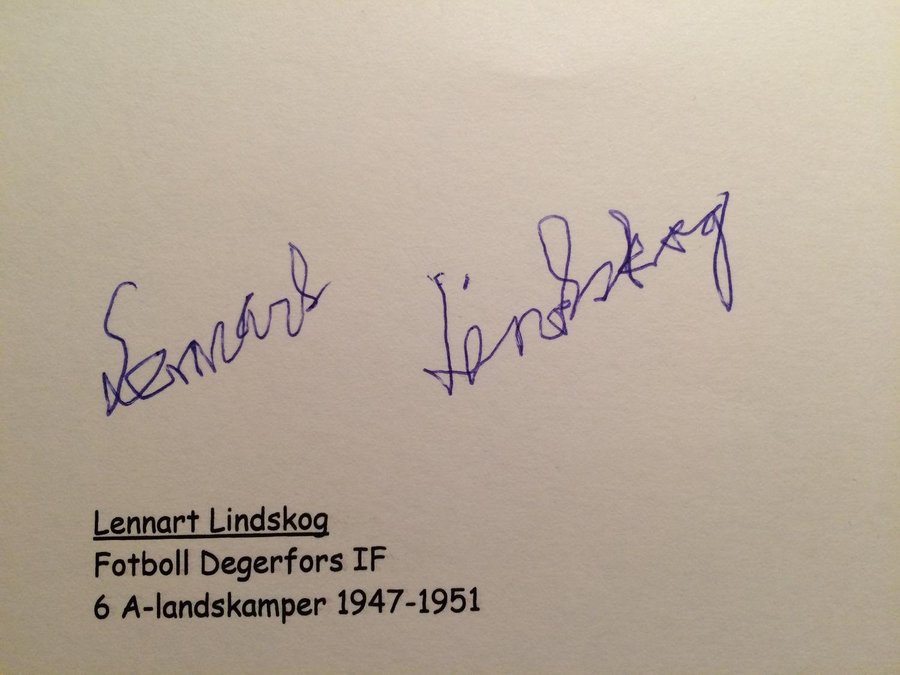 Lennart Lindskog
Lennart Lindskog
Fotboll Degerfors IF
6 A-landskamper 1947-1951